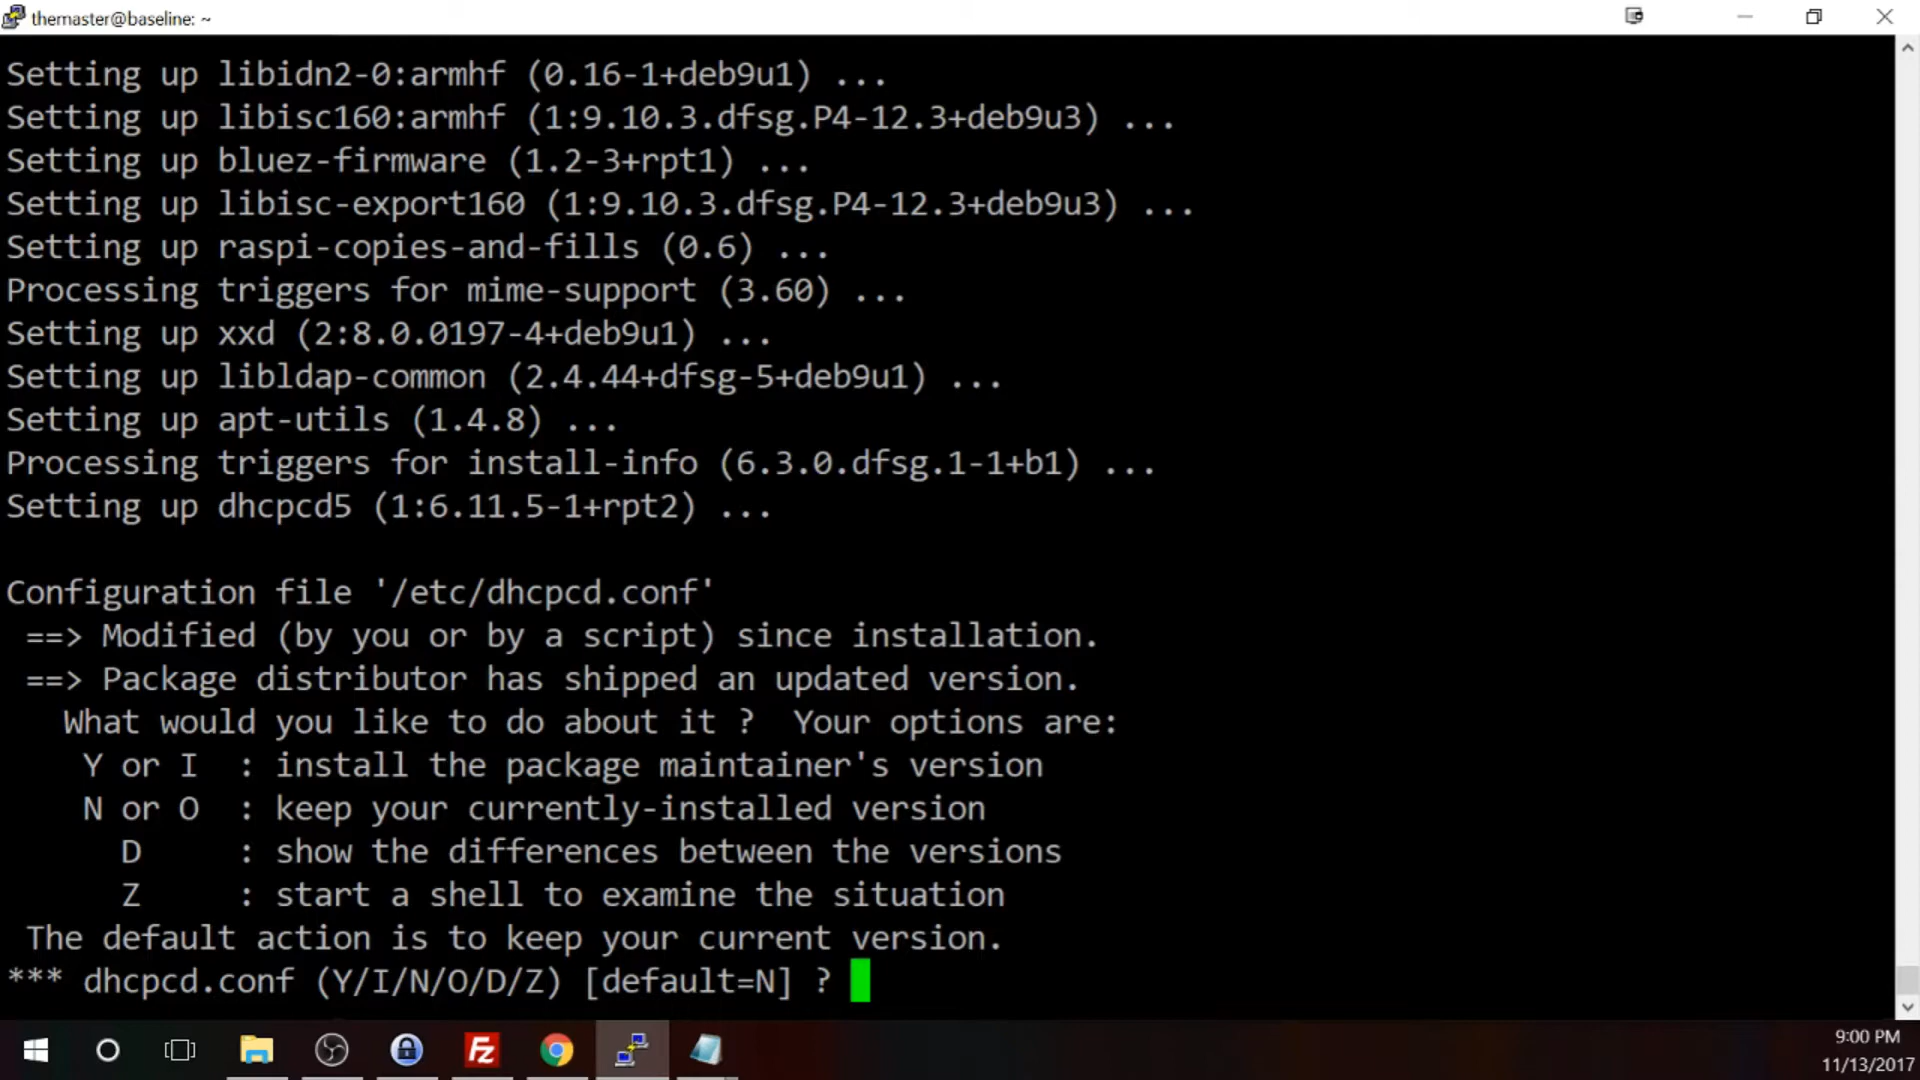 themaster@baseline: ~
Setting up libidn2-0:armhf (0.16-1+deb9u1) ...
Setting up libisc160:armhf (1:9.10.3.dfsg.P4-12.3+deb9u3) ...
Setting up bluez-firmware (1.2-3+rpt1) ...
Setting up libisc-export160 (1:9.10.3.dfsg.P4-12.3+deb9u3) ...
Setting up raspi-copies-and-fills (0.6) ...
Processing triggers for mime-support (3.60) ...
Setting up xxd (2:8.0.0197-4+deb9u1) ...
Setting up libldap-common (2.4.44+dfsg-5+deb9u1) ...
Setting up apt-utils (1.4.8) ...
Processing triggers for install-info (6.3.0.dfsg.1-1+b1) ...
Setting up dhcpcd5 (1:6.11.5-1+rpt2) ...
Configuration file '/etc/dhcpcd.conf'
==> Modified (by you or by a script) since installation.
==> Package distributor has shipped an updated version.
What would you like to do about it ?  Your options are:
Y or I  : install the package maintainer's version
N or O  : keep your currently-installed version
D     : show the differences between the versions
Z     : start a shell to examine the situation
The default action is to keep your current version.
*** dhcpcd.conf (Y/I/N/O/D/Z) [default=N] ?
Fz
9:00 PM
11/13/2017